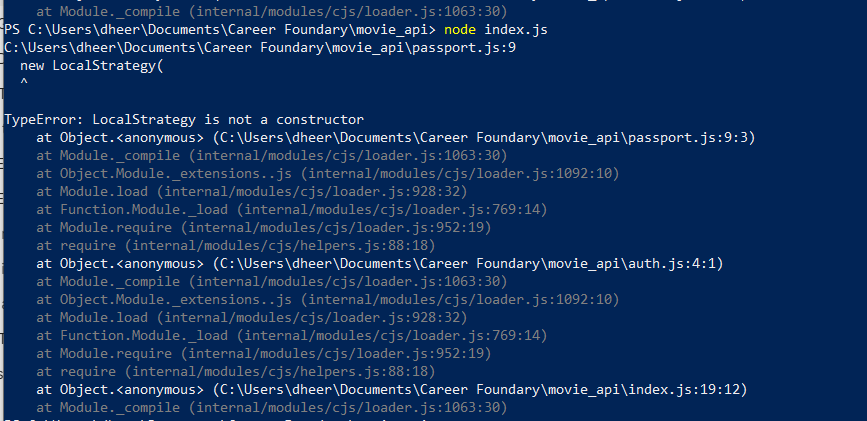 at Module._compile (internal/modules/cjs/loader.js:1063:30)
PS C:\Users\dheer\Documents\Career Foundary\movie_api> node index.js
C:\Users\dheer\Documents\Career Foundary\movie_api\passport.js:9
  new LocalStrategy(
  ^

TypeError: LocalStrategy is not a constructor
    at Object.<anonymous> (C:\Users\dheer\Documents\Career Foundary\movie_api\passport.js:9:3)
    at Module._compile (internal/modules/cjs/loader.js:1063:30)
    at Object.Module._extensions..js (internal/modules/cjs/loader.js:1092:10)
    at Module.load (internal/modules/cjs/loader.js:928:32)
    at Function.Module._load (internal/modules/cjs/loader.js:769:14)
    at Module.require (internal/modules/cjs/loader.js:952:19)
    at require (internal/modules/cjs/helpers.js:88:18)
    at Object.<anonymous> (C:\Users\dheer\Documents\Career Foundary\movie_api\auth.js:4:1)
    at Module._compile (internal/modules/cjs/loader.js:1063:30)
    at Object.Module._extensions..js (internal/modules/cjs/loader.js:1092:10)
    at Module.load (internal/modules/cjs/loader.js:928:32)
    at Function.Module._load (internal/modules/cjs/loader.js:769:14)
    at Module.require (internal/modules/cjs/loader.js:952:19)
    at require (internal/modules/cjs/helpers.js:88:18)
    at Object.<anonymous> (C:\Users\dheer\Documents\Career Foundary\movie_api\index.js:19:12)
    at Module._compile (internal/modules/cjs/loader.js:1063:30)